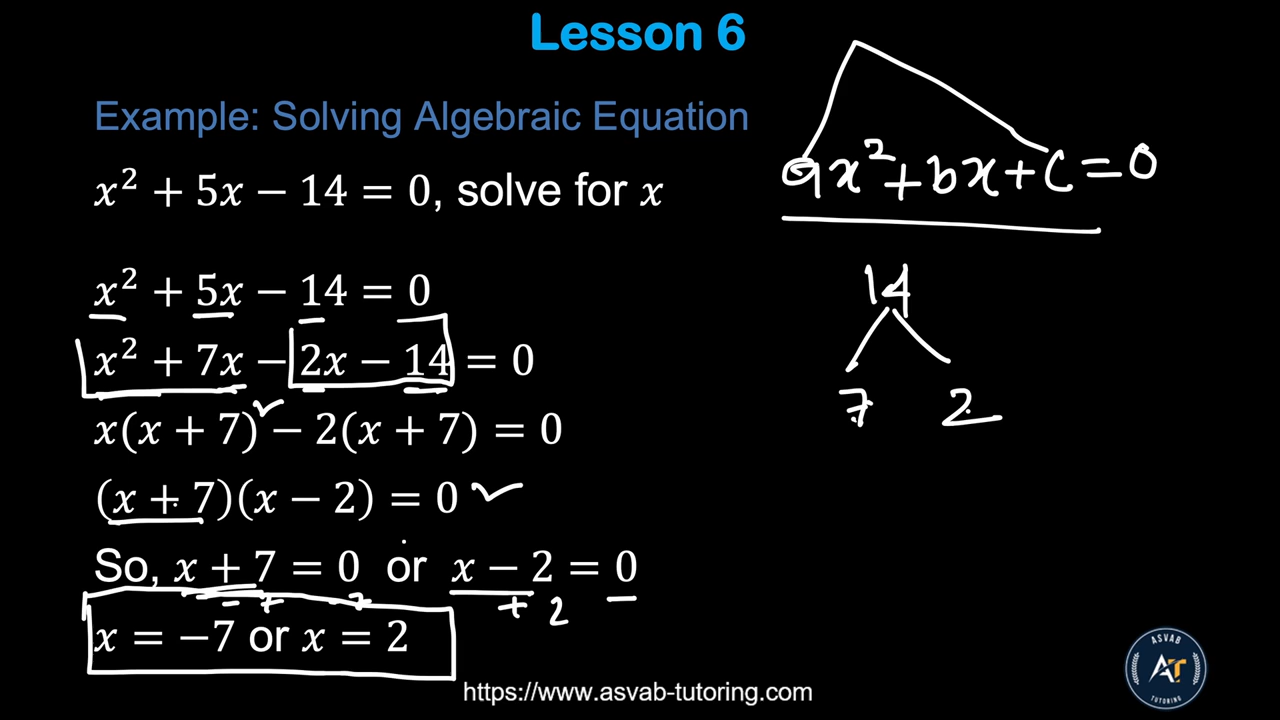 Lesson 6
Example: Solving Algebraic Equation
x² + 5x − 14 = 0, solve for x
ax² + bx + c = 0
x² + 5x − 14 = 0
14
x² + 7x − 2x − 14 = 0
7 2
x(x + 7) − 2(x + 7) = 0
(x + 7)(x − 2) = 0
So, x + 7 = 0 or x − 2 = 0
− 7 − 7 + 2
x = −7 or x = 2
https://www.asvab-tutoring.com
ASVAB
AT
TUTORING